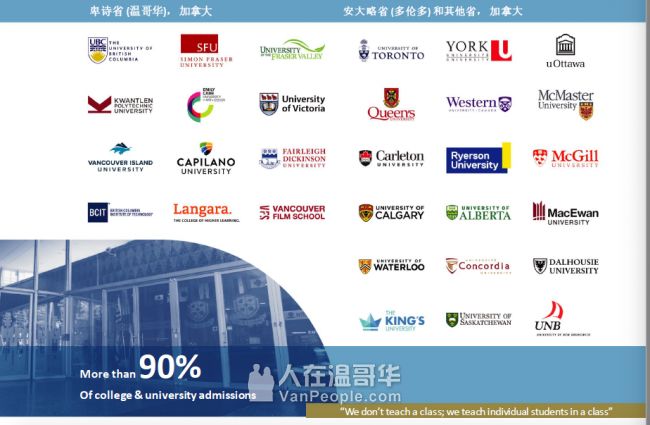 卑诗省 (温哥华)，加拿大
安大略省 (多伦多) 和其他省，加拿大
UBC
THE
UNIVERSITY OF
BRITISH
COLUMBIA
SFU
SIMON FRASER
UNIVERSITY
UNIVERSITY
OF THE FRASER VALLEY
UNIVERSITY OF
TORONTO
YORK U
UNIVERSITÉ
UNIVERSITY
uOttawa
KWANTLEN
POLYTECHNIC
UNIVERSITY
EMILY
CARR
UNIVERSITY
OF ART + DESIGN
University
of Victoria
Queen's
UNIVERSITY
Western
UNIVERSITY · CANADA
McMaster
University
VANCOUVER ISLAND
UNIVERSITY
CAPILANO
UNIVERSITY
FAIRLEIGH
DICKINSON
UNIVERSITY
Carleton
UNIVERSITY
Ryerson
University
McGill
UNIVERSITY
BCIT
BRITISH COLUMBIA
INSTITUTE OF TECHNOLOGY
Langara.
THE COLLEGE OF HIGHER LEARNING.
VANCOUVER
FILM SCHOOL
UNIVERSITY OF
CALGARY
UNIVERSITY OF
ALBERTA
MacEwan
UNIVERSITY
UNIVERSITY OF
WATERLOO
Concordia
UNIVERSITY
DALHOUSIE
UNIVERSITY
THE
KING'S
UNIVERSITY
UNIVERSITY OF
SASKATCHEWAN
UNB
UNIVERSITY OF NEW BRUNSWICK
More than 90%
Of college & university admissions
人在温哥华
VanPeople.com
“We don’t teach a class; we teach individual students in a class”